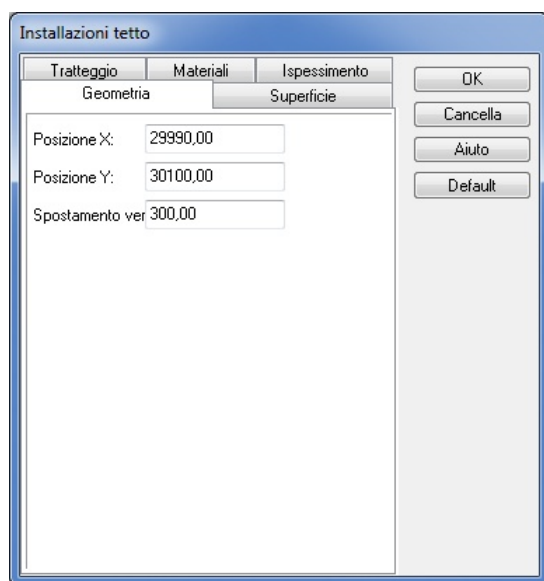 Installazioni tetto
Tratteggio Materiali Ispessimento
Geometria Superficie
Posizione X: 29990,00
Posizione Y: 30100,00
Spostamento ver 300,00
OK
Cancella
Aiuto
Default